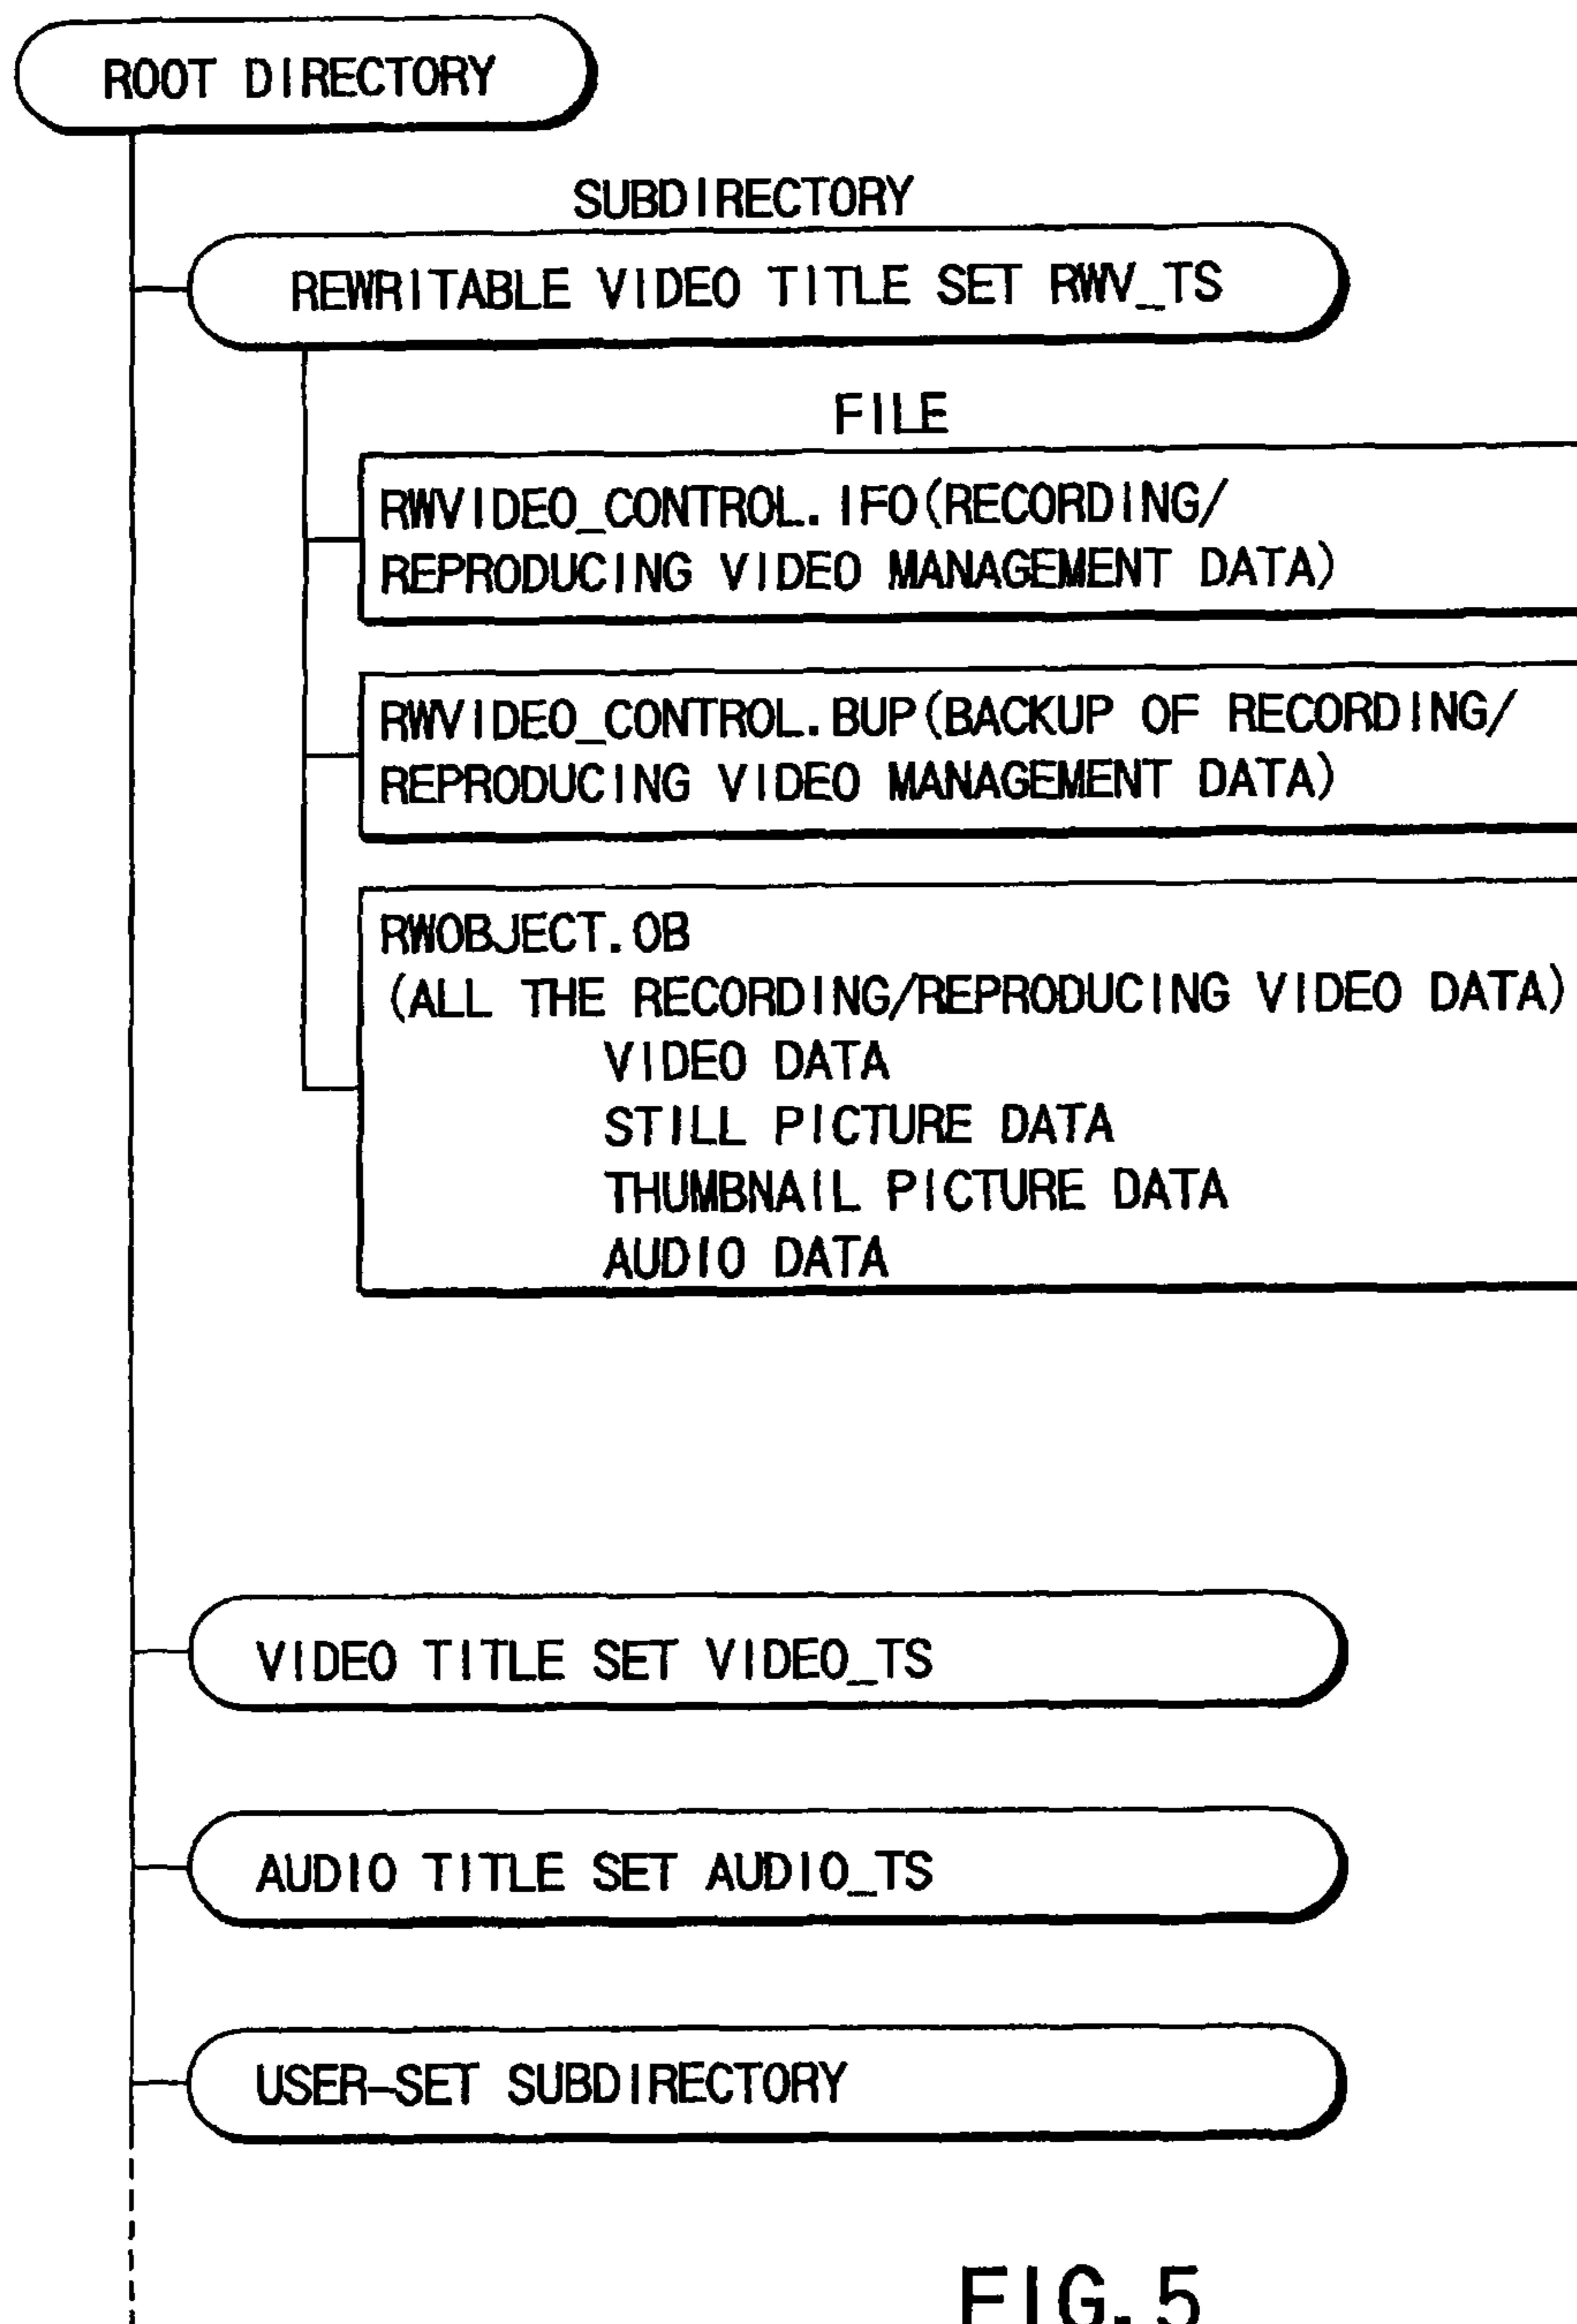 ROOT DIRECTORY
SUBDIRECTORY
REWRITABLE VIDEO TITLE SET RWV_TS
FILE
RWVIDEO_CONTROL.IFO(RECORDING/
REPRODUCING VIDEO MANAGEMENT DATA)
RWVIDEO_CONTROL.BUP(BACKUP OF RECORDING/
REPRODUCING VIDEO MANAGEMENT DATA)
RWOBJECT.OB
(ALL THE RECORDING/REPRODUCING VIDEO DATA)
VIDEO DATA
STILL PICTURE DATA
THUMBNAIL PICTURE DATA
AUDIO DATA
VIDEO TITLE SET VIDEO_TS
AUDIO TITLE SET AUDIO_TS
USER-SET SUBDIRECTORY
FIG.5